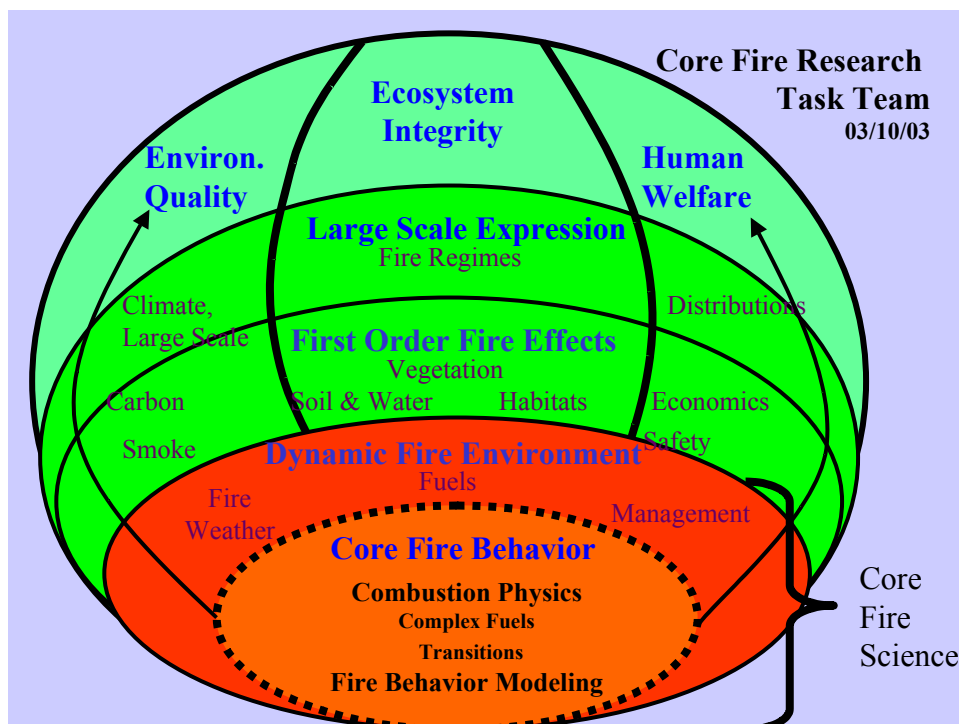 Core Fire Research
Task Team
03/10/03
Ecosystem
Integrity
Environ.
Quality
Human
Welfare
Large Scale Expression
Fire Regimes
Climate,
Large Scale
Distributions
First Order Fire Effects
Vegetation
Carbon
Soil & Water
Habitats
Economics
Smoke
Safety
Dynamic Fire Environment
Fuels
Fire
Weather
Management
Core Fire Behavior
Combustion Physics
Complex Fuels
Transitions
Fire Behavior Modeling
Core
Fire
Science